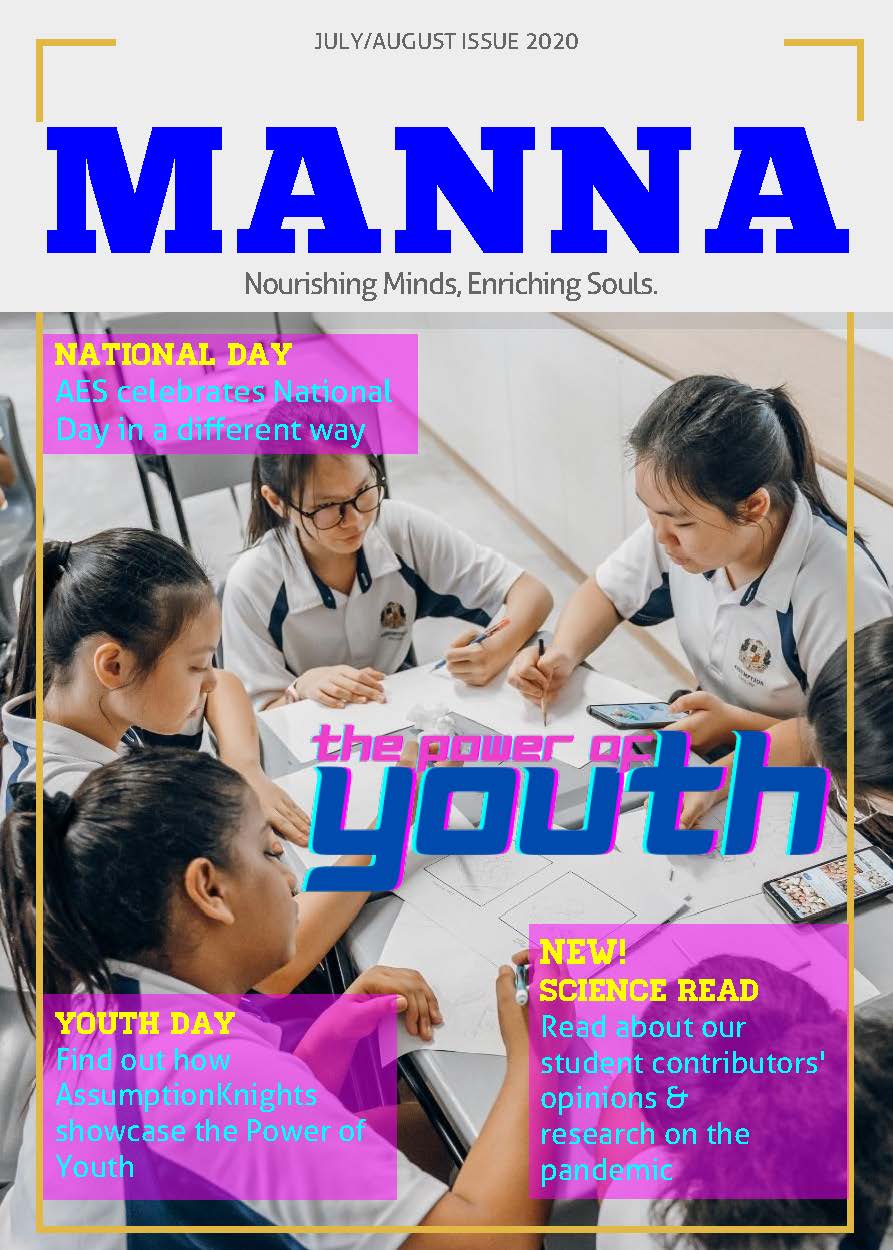 JULY/AUGUST ISSUE 2020
MANNA
Nourishing Minds, Enriching Souls.
NATIONAL DAY
AES celebrates National
Day in a different way
the power of
youth
NEW!
SCIENCE READ
Read about our
student contributors'
opinions &
research on the
pandemic
YOUTH DAY
Find out how
AssumptionKnights
showcase the Power of
Youth